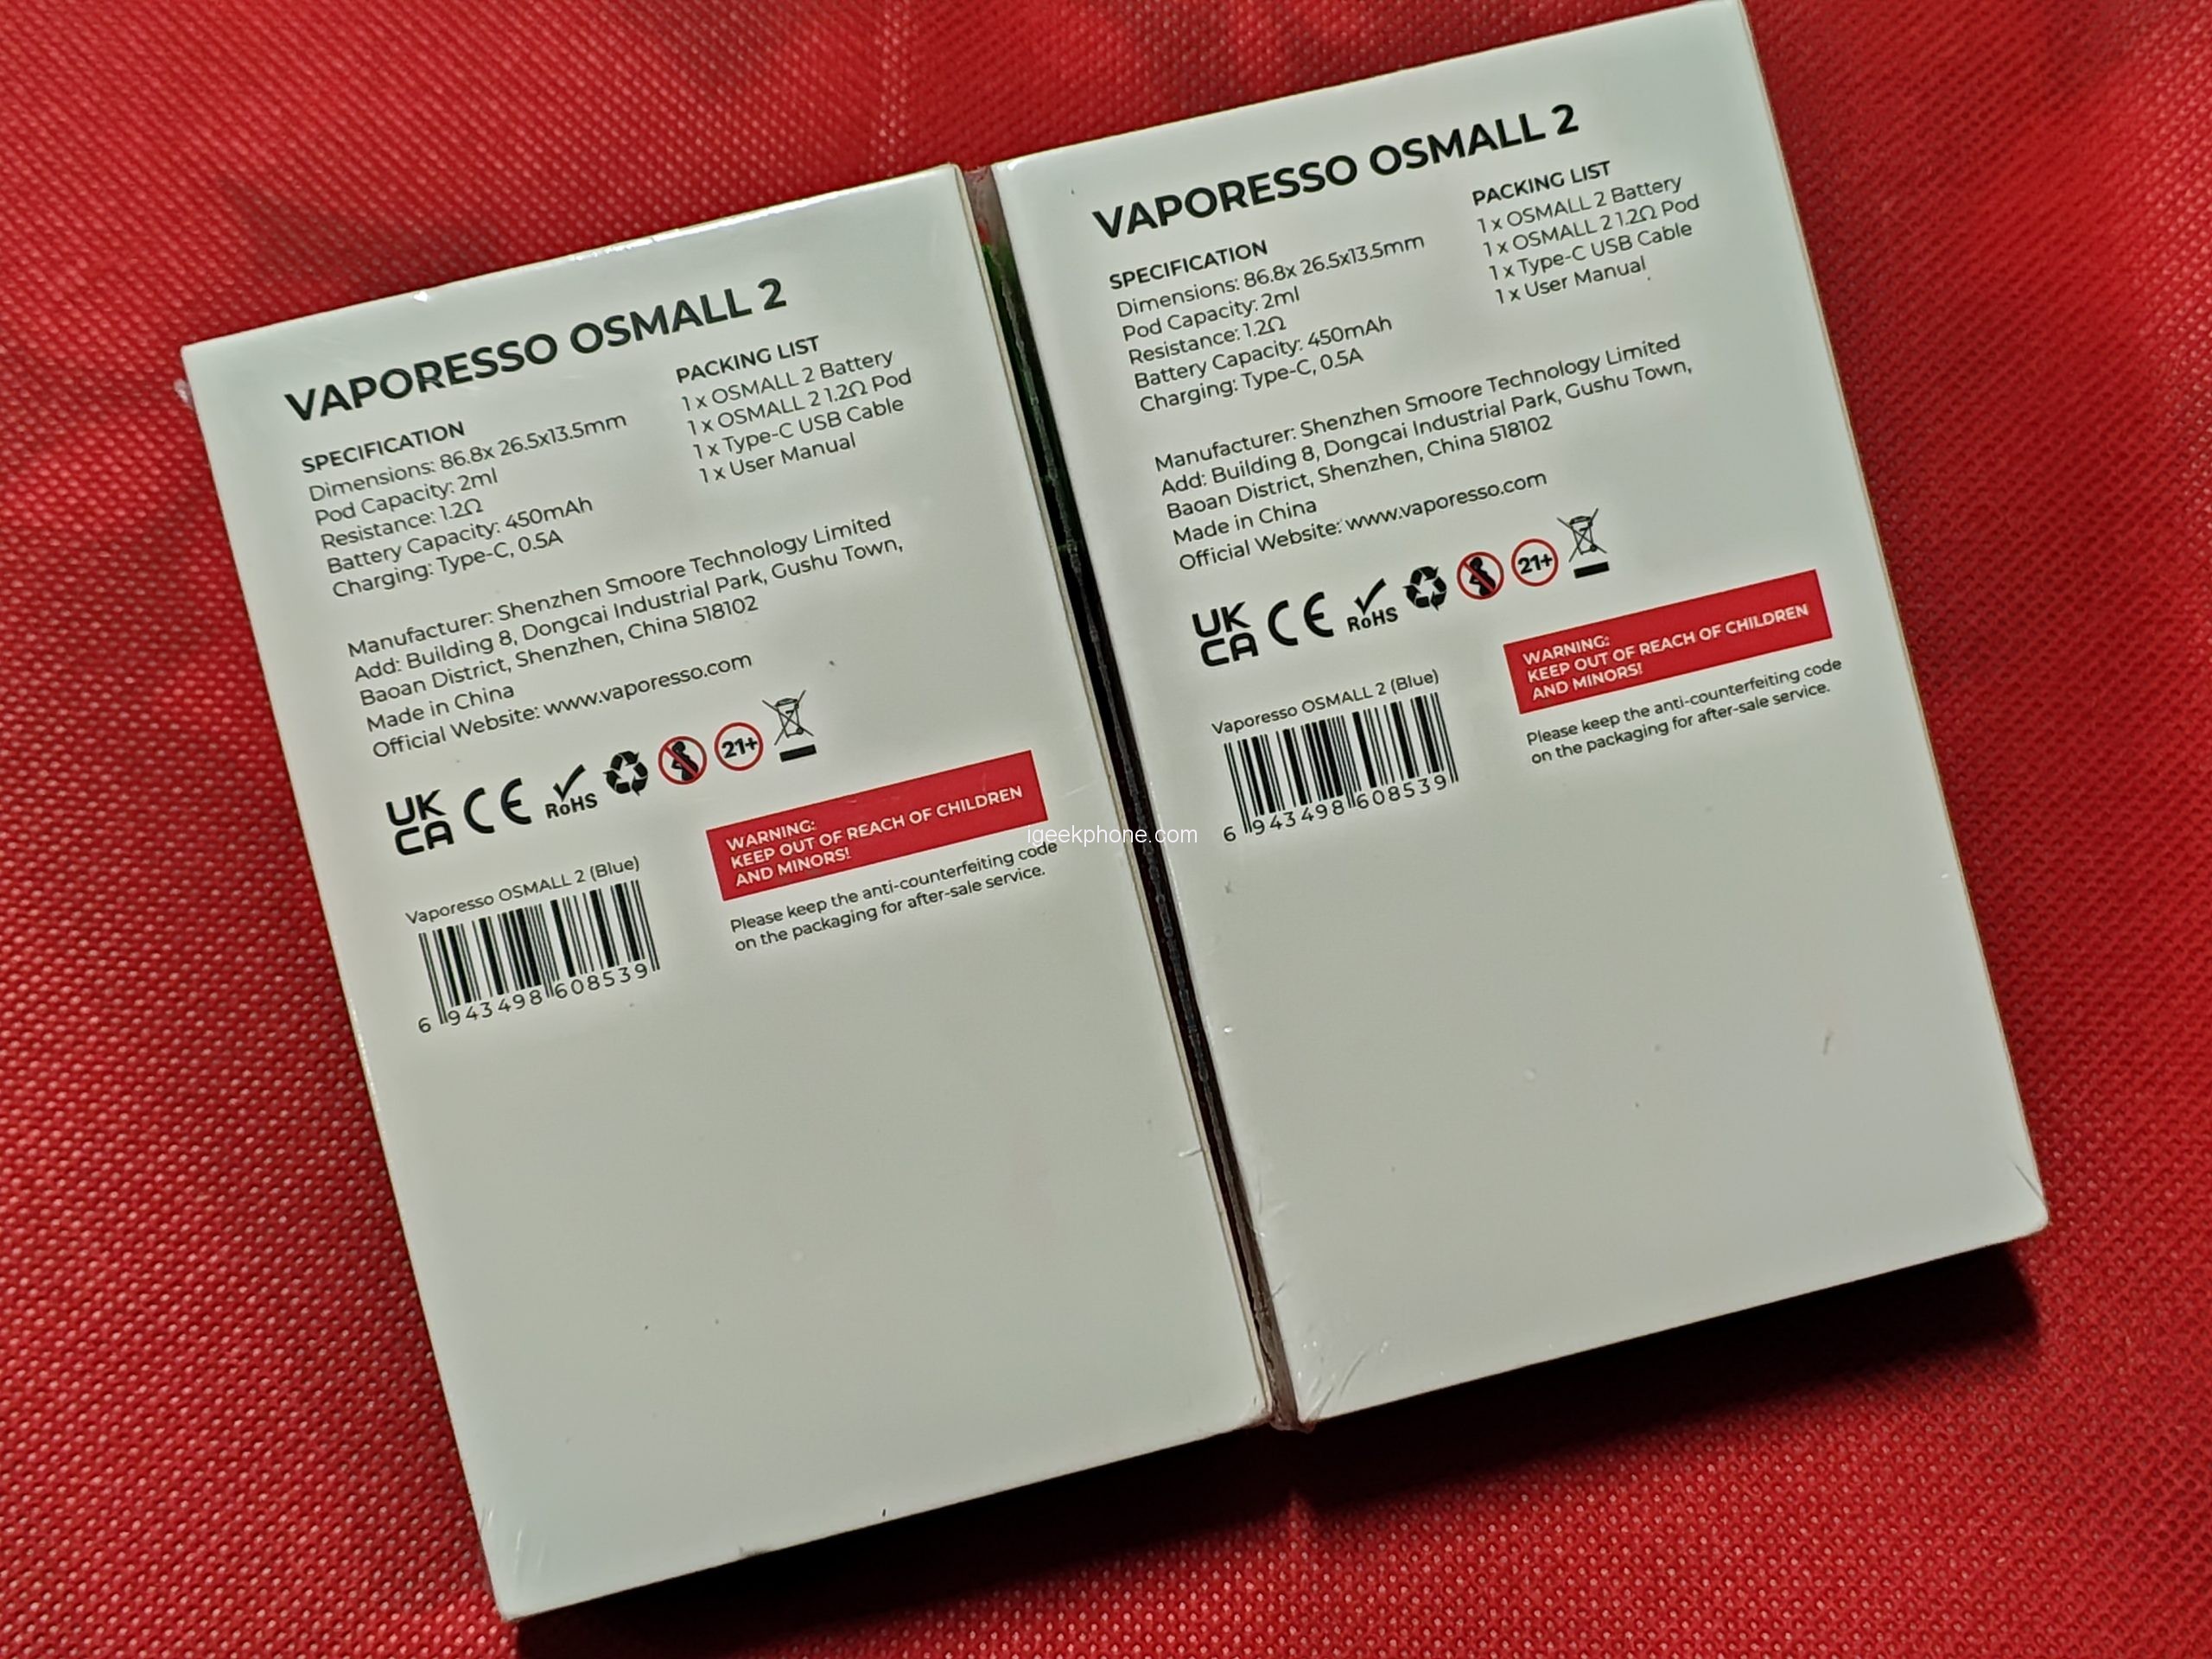 VAPORESSO OSMALL 2
SPECIFICATION
Dimensions: 86.8x 26.5x13.5mm
Pod Capacity: 2ml
Resistance: 1.2Ω
Battery Capacity: 450mAh
Charging: Type-C, 0.5A
PACKING LIST
1 x OSMALL 2 Battery
1 x OSMALL 2 1.2Ω Pod
1 x Type-C USB Cable
1 x User Manual
Manufacturer: Shenzhen Smoore Technology Limited
Add: Building 8, Dongcai Industrial Park, Gushu Town,
Baoan District, Shenzhen, China 518102
Made in China
Official Website: www.vaporesso.com
UK
CA
CE
RoHS
21+
WARNING:
KEEP OUT OF REACH OF CHILDREN
AND MINORS!
Please keep the anti-counterfeiting code
on the packaging for after-sale service.
Vaporesso OSMALL 2 (Blue)
6 943498 608539
VAPORESSO OSMALL 2
SPECIFICATION
Dimensions: 86.8x 26.5x13.5mm
Pod Capacity: 2ml
Resistance: 1.2Ω
Battery Capacity: 450mAh
Charging: Type-C, 0.5A
PACKING LIST
1 x OSMALL 2 Battery
1 x OSMALL 2 1.2Ω Pod
1 x Type-C USB Cable
1 x User Manual
Manufacturer: Shenzhen Smoore Technology Limited
Add: Building 8, Dongcai Industrial Park, Gushu Town,
Baoan District, Shenzhen, China 518102
Made in China
Official Website: www.vaporesso.com
UK
CA
CE
RoHS
21+
WARNING:
KEEP OUT OF REACH OF CHILDREN
AND MINORS!
Please keep the anti-counterfeiting code
on the packaging for after-sale service.
Vaporesso OSMALL 2 (Blue)
6 943498 608539
igeekphone.com